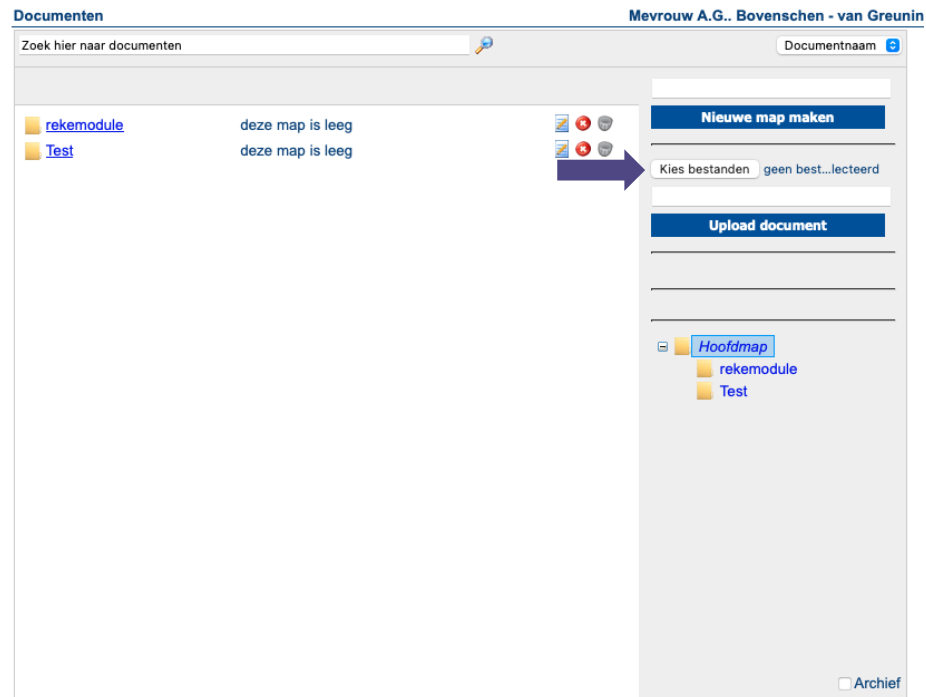 Documenten Mevrouw A.G.. Bovenschen - van Greunin
Zoek hier naar documenten Documentnaam
Nieuwe map maken
rekemodule deze map is leeg
Test deze map is leeg
Kies bestanden geen best...lecteerd
Upload document
Hoofdmap
rekemodule
Test
Archief